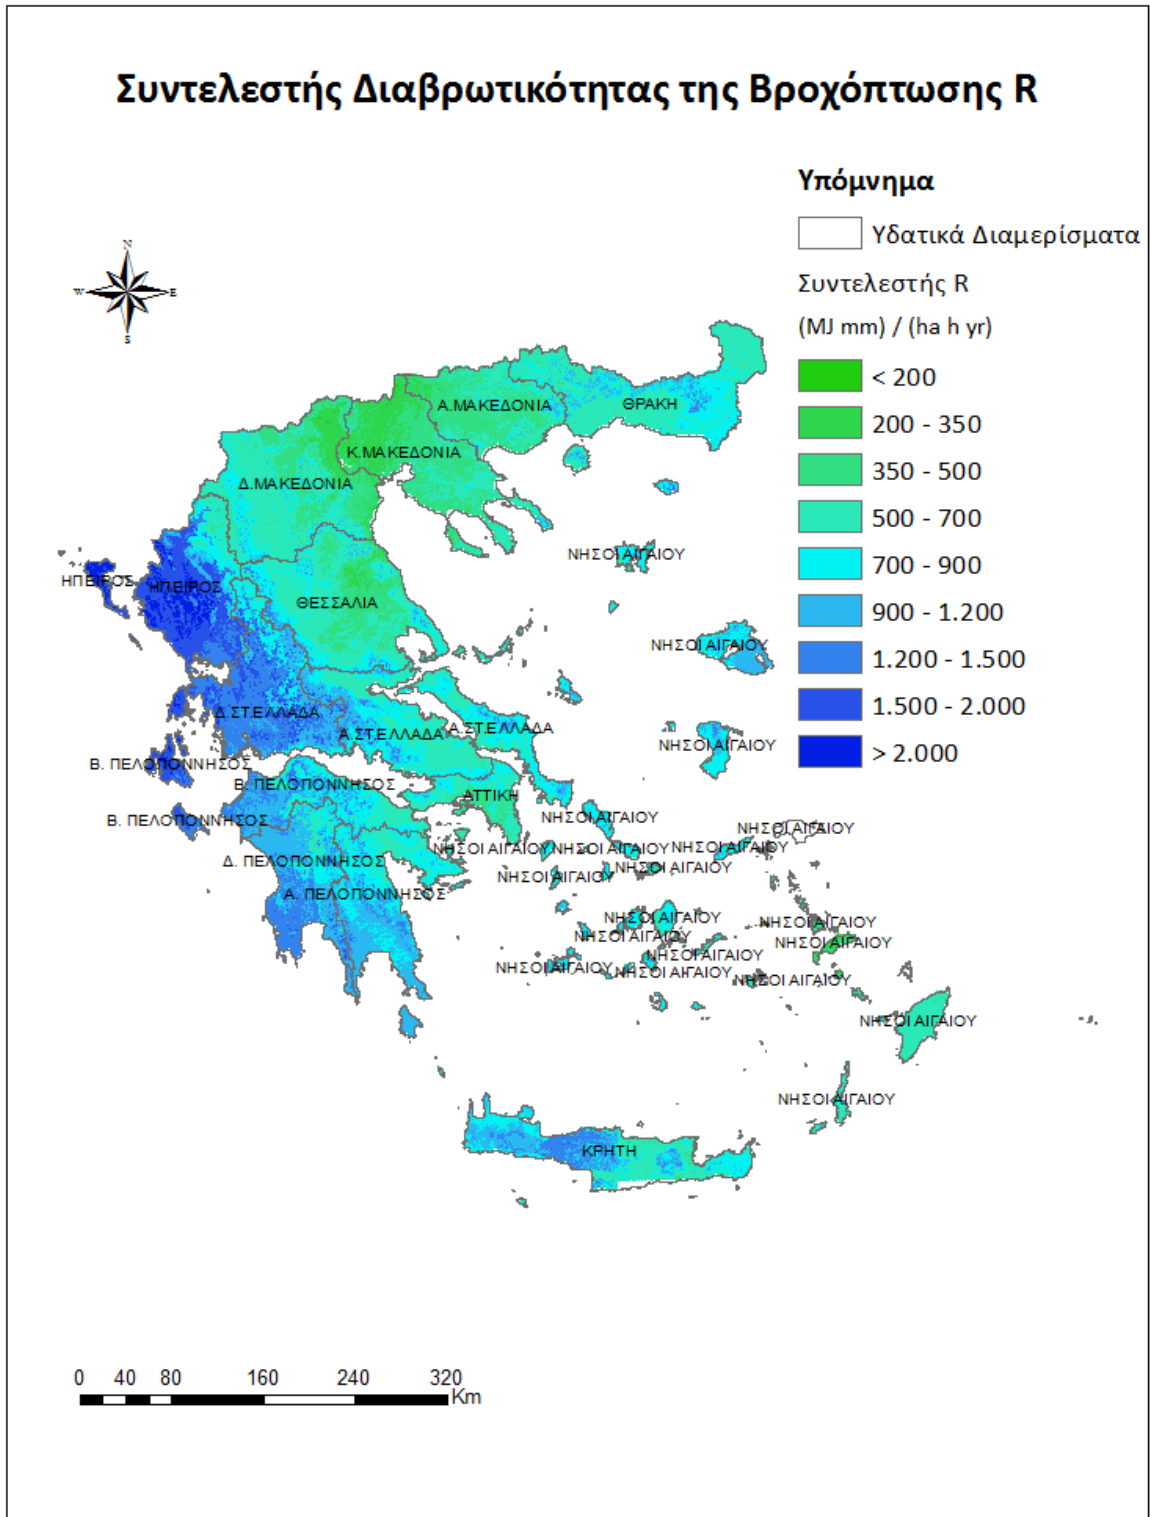 Συντελεστής Διαβρωτικότητας της Βροχόπτωσης R
Υπόμνημα
Υδατικά Διαμερίσματα
Συντελεστής R
(MJ mm) / (ha h yr)
< 200
200 - 350
350 - 500
500 - 700
700 - 900
900 - 1.200
1.200 - 1.500
1.500 - 2.000
> 2.000
N
W
E
S
Α.ΜΑΚΕΔΟΝΙΑ
ΘΡΑΚΗ
Κ.ΜΑΚΕΔΟΝΙΑ
Δ.ΜΑΚΕΔΟΝΙΑ
ΝΗΣΟΙ ΑΙΓΑΙΟΥ
ΗΠΕΙΡΟΣ
ΗΠΕΙΡΟΣ
ΘΕΣΣΑΛΙΑ
ΝΗΣΟΙ ΑΙΓΑΙΟΥ
Δ.ΣΤ.ΕΛΛΑΔΑ
Α.ΣΤ.ΕΛΛΑΔΑ
Α.ΣΤ.ΕΛΛΑΔΑ
ΝΗΣΟΙ ΑΙΓΑΙΟΥ
Β. ΠΕΛΟΠΟΝΝΗΣΟΣ
Β. ΠΕΛΟΠΟΝΝΗΣΟΣ
ΑΤΤΙΚΗ
Β. ΠΕΛΟΠΟΝΝΗΣΟΣ
ΝΗΣΟΙ ΑΙΓΑΙΟΥ
ΝΗΣΟΙ ΑΙΓΑΙΟΥ
ΝΗΣΟΙ ΑΙΓΑΙΟΥ
ΝΗΣΟΙ ΑΙΓΑΙΟΥ
ΝΗΣΟΙ ΑΙΓΑΙΟΥ
Δ. ΠΕΛΟΠΟΝΝΗΣΟΣ
ΝΗΣΟΙ ΑΙΓΑΙΟΥ
ΝΗΣΟΙ ΑΙΓΑΙΟΥ
Α. ΠΕΛΟΠΟΝΝΗΣΟΣ
ΝΗΣΟΙ ΑΙΓΑΙΟΥ
ΝΗΣΟΙ ΑΙΓΑΙΟΥ
ΝΗΣΟΙ ΑΙΓΑΙΟΥ
ΝΗΣΟΙ ΑΙΓΑΙΟΥ
ΝΗΣΟΙ ΑΙΓΑΙΟΥ
ΝΗΣΟΙ ΑΙΓΑΙΟΥ
ΝΗΣΟΙ ΑΙΓΑΙΟΥ
ΝΗΣΟΙ ΑΙΓΑΙΟΥ
ΝΗΣΟΙ ΑΙΓΑΙΟΥ
ΝΗΣΟΙ ΑΙΓΑΙΟΥ
ΚΡΗΤΗ
0 40 80 160 240 320
Km